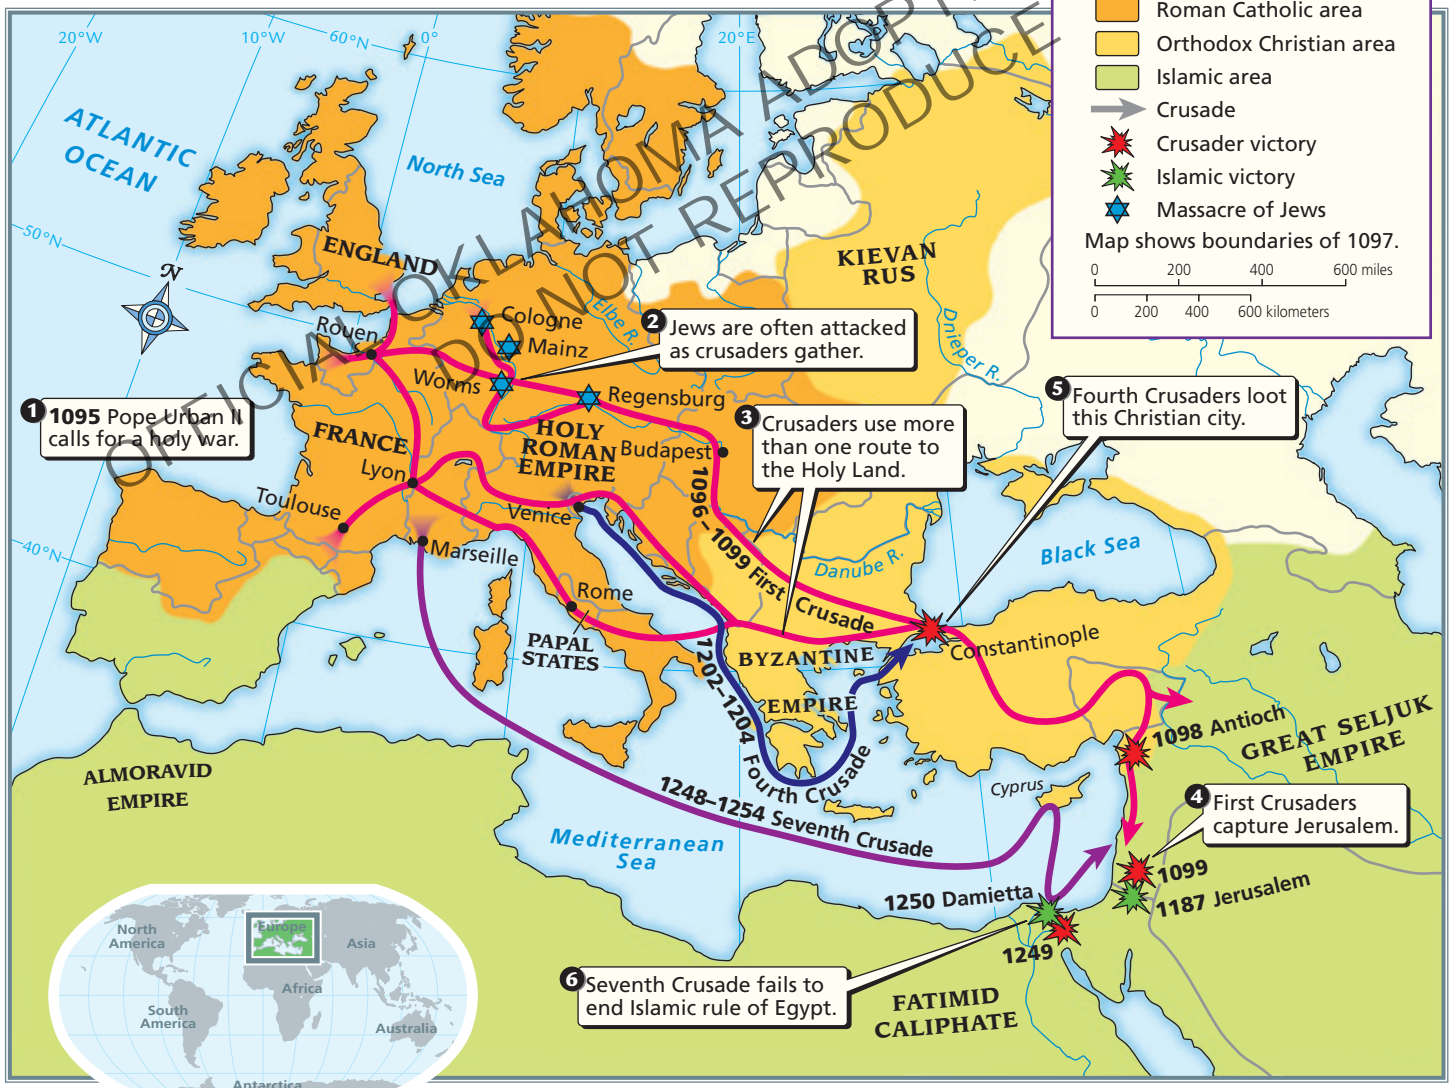 Roman Catholic area
Orthodox Christian area
Islamic area
Crusade
Crusader victory
Islamic victory
Massacre of Jews
Map shows boundaries of 1097.
0 200 400 600 miles
0 200 400 600 kilometers
20°W
10°W
60°N
0°
20°E
50°N
40°N
OFFICIAL OKLAHOMA ADOPT
DO NOT REPRODUCE
ATLANTIC
OCEAN
North Sea
N
ENGLAND
KIEVAN
RUS
Rouen
Cologne
Mainz
Worms
Regensburg
Elbe R.
Dnieper R.
1 1095 Pope Urban II
calls for a holy war.
2 Jews are often attacked
as crusaders gather.
3 Crusaders use more
than one route to
the Holy Land.
5 Fourth Crusaders loot
this Christian city.
FRANCE
HOLY
ROMAN
EMPIRE
Budapest
Lyon
Toulouse
Venice
Marseille
Rome
PAPAL
STATES
1096–1099 First Crusade
Danube R.
Black Sea
Constantinople
BYZANTINE
EMPIRE
1202–1204 Fourth Crusade
1248–1254 Seventh Crusade
1098 Antioch
GREAT SELJUK
EMPIRE
Cyprus
ALMORAVID
EMPIRE
Mediterranean
Sea
4 First Crusaders
capture Jerusalem.
1099
1187 Jerusalem
1250 Damietta
1249
6 Seventh Crusade fails to
end Islamic rule of Egypt.
FATIMID
CALIPHATE
North
America
Europe
Asia
Africa
South
America
Australia
Antarctica